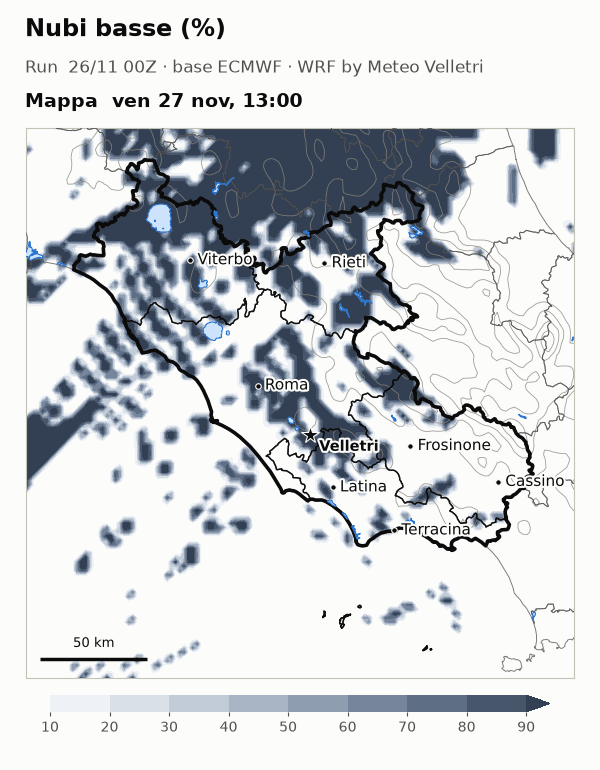 Nubi basse (%)
Run  26/11 00Z · base ECMWF · WRF by Meteo Velletri
Mappa  ven 27 nov, 13:00
Viterbo
Rieti
Roma
Velletri
Frosinone
Cassino
Latina
Terracina
50 km
10 20 30 40 50 60 70 80 90